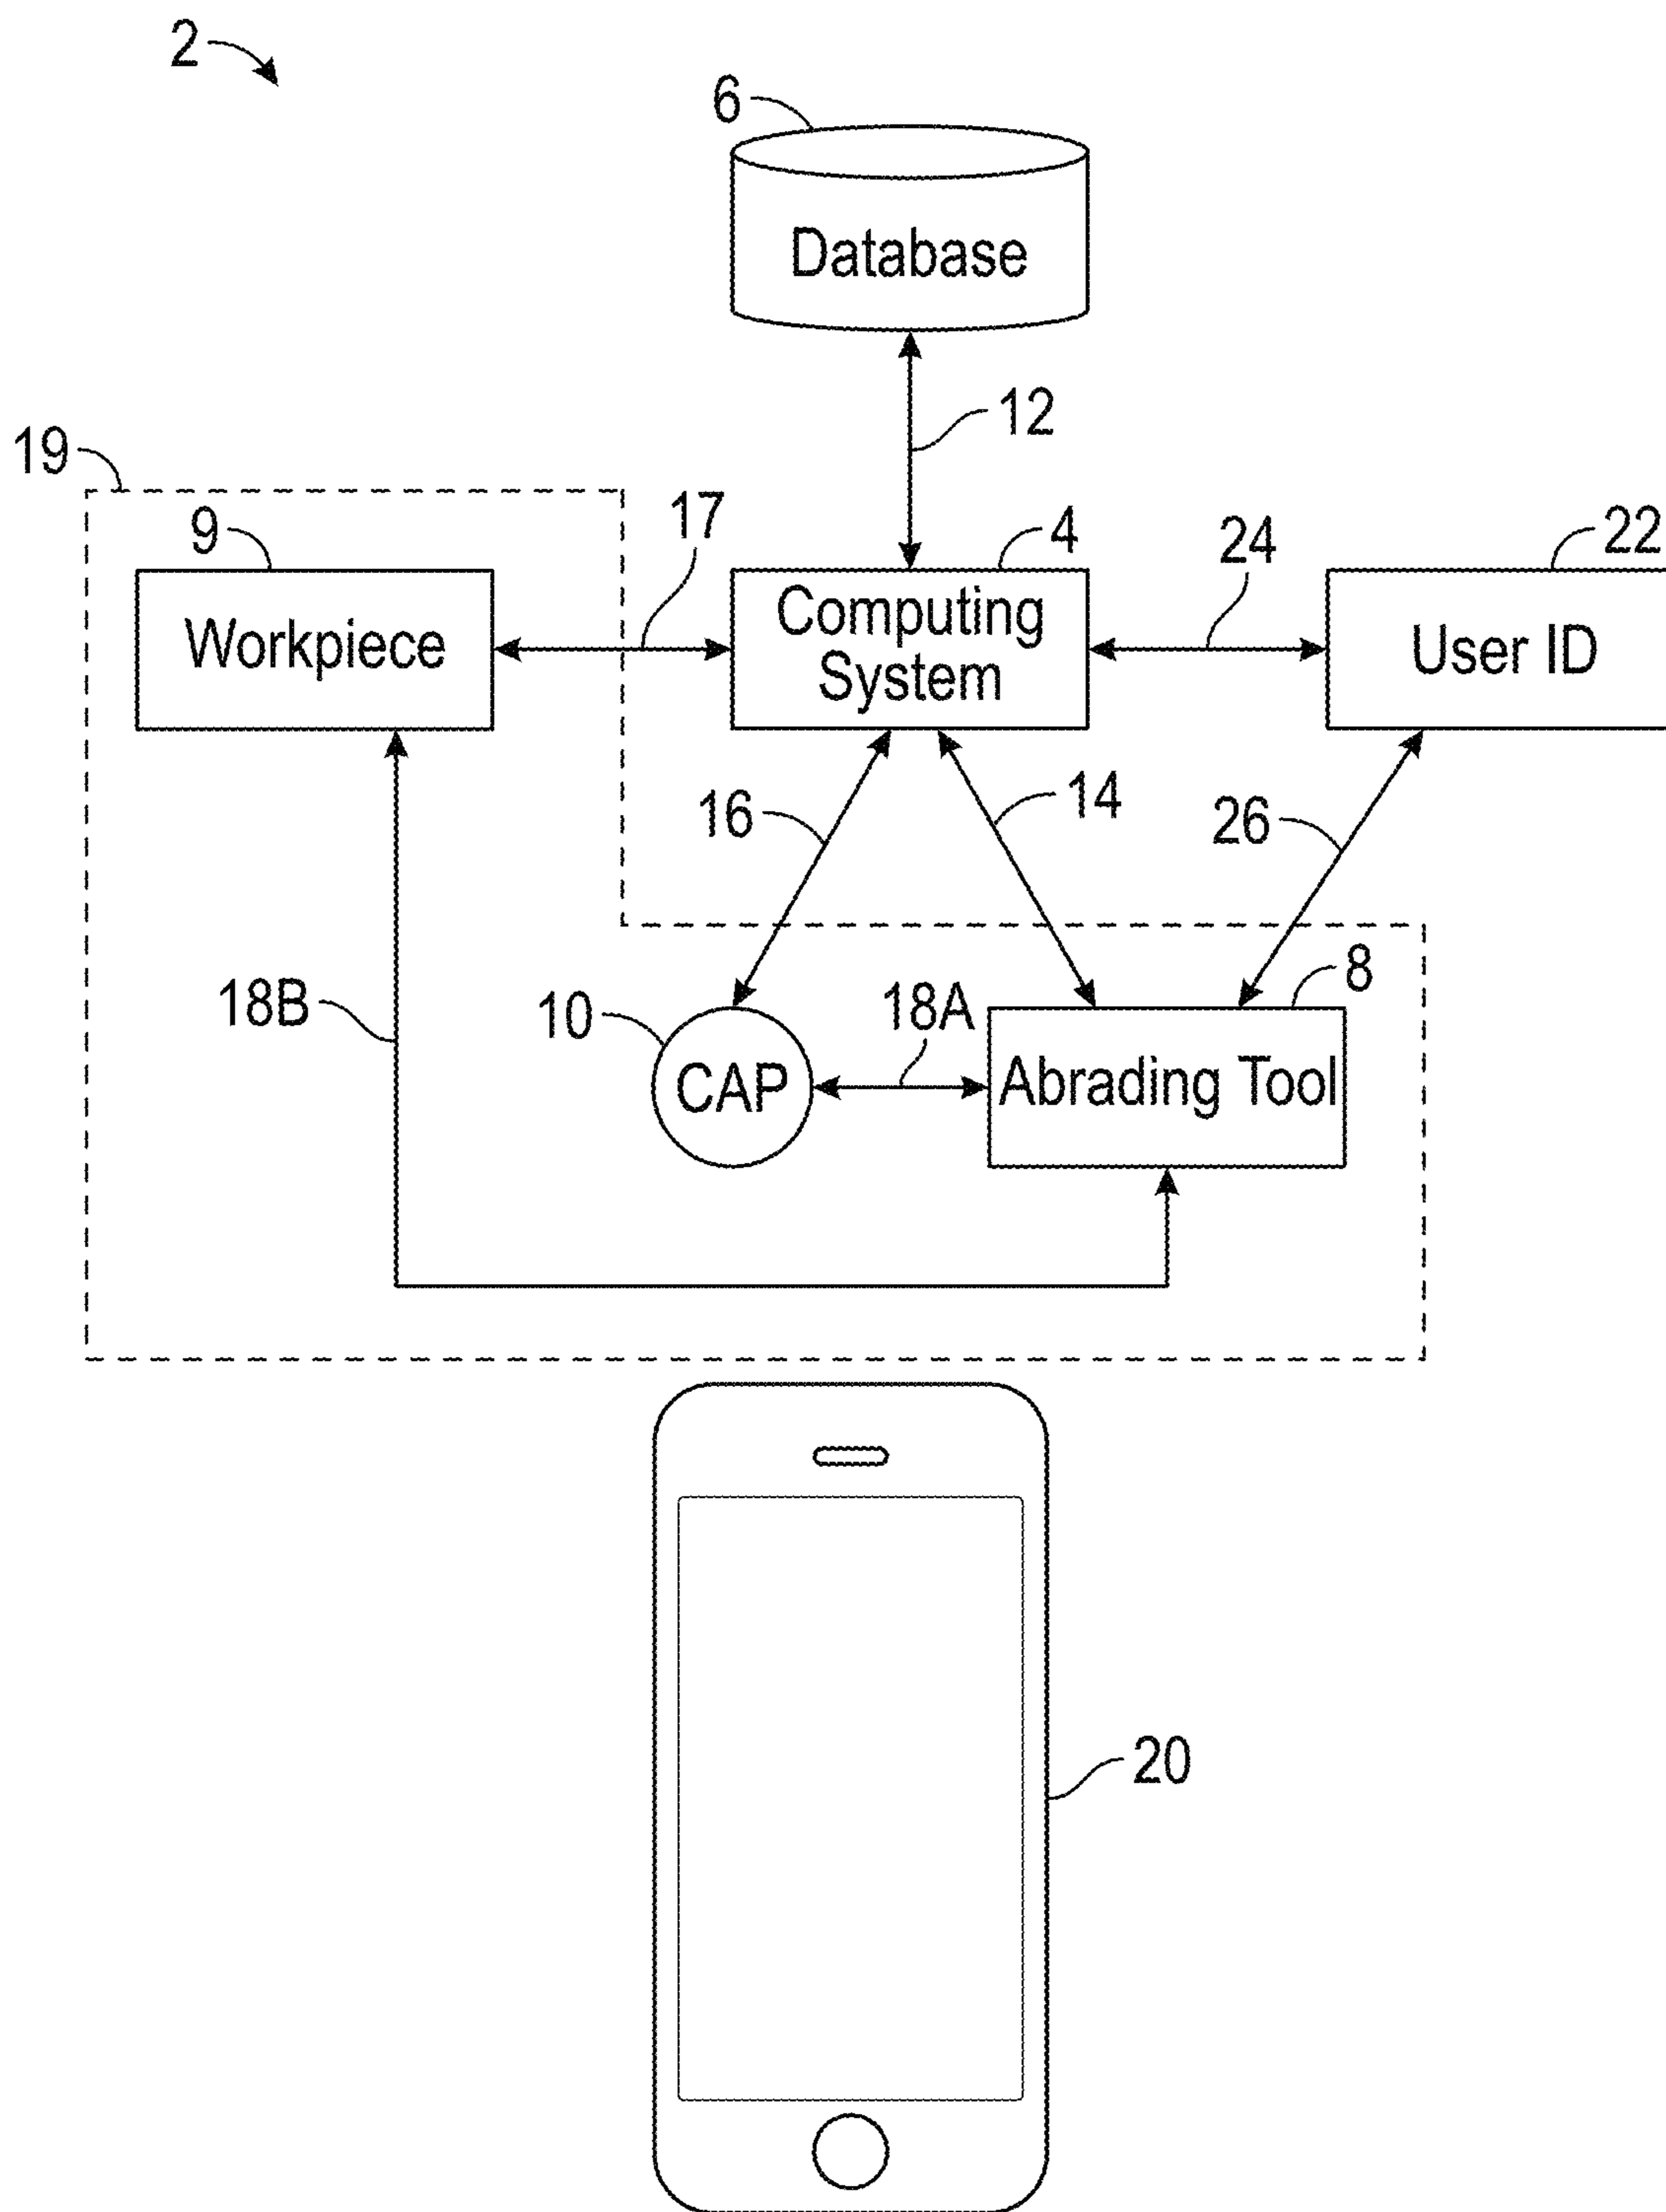 2
6
Database
12
19
9
17
4
24
22
Workpiece
Computing
System
User ID
16
14
26
18B
10
18A
8
CAP
Abrading Tool
20